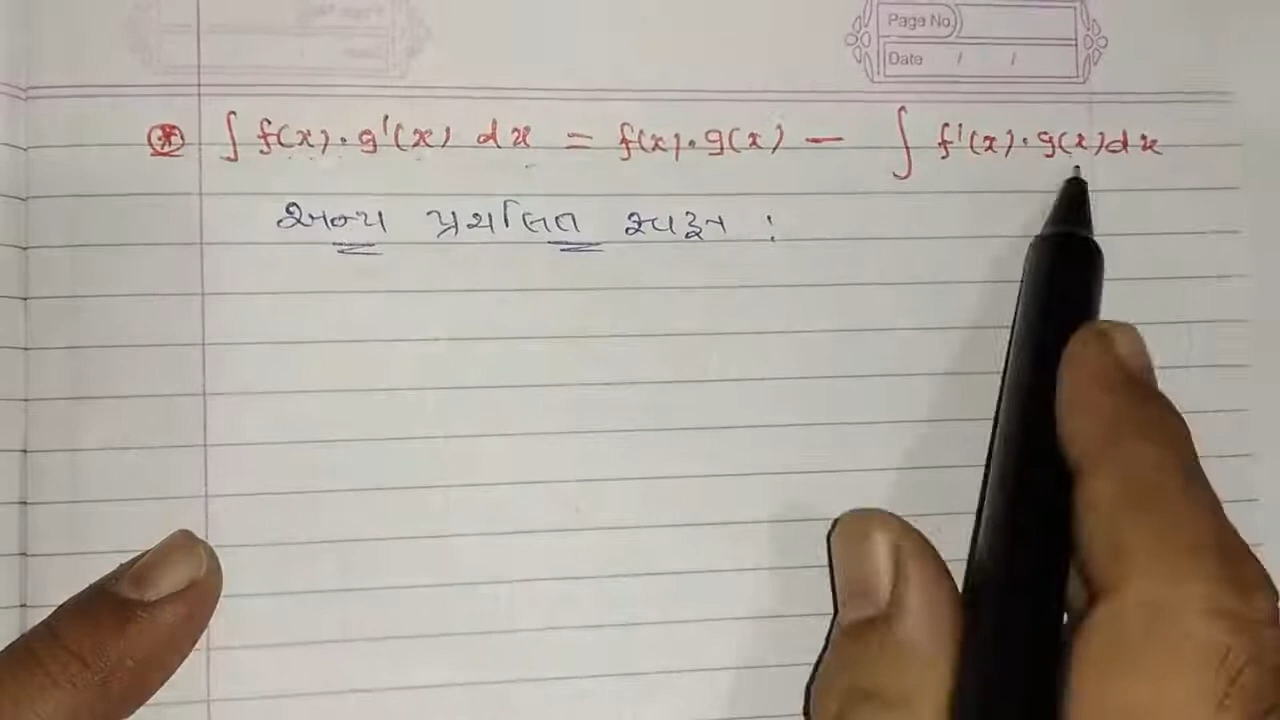 Page No.
Date / /
* ∫ f(x) · g'(x) dx = f(x) · g(x) − ∫ f'(x) · g(x) dx
અન્ય પ્રચલિત સ્વરૂપ :